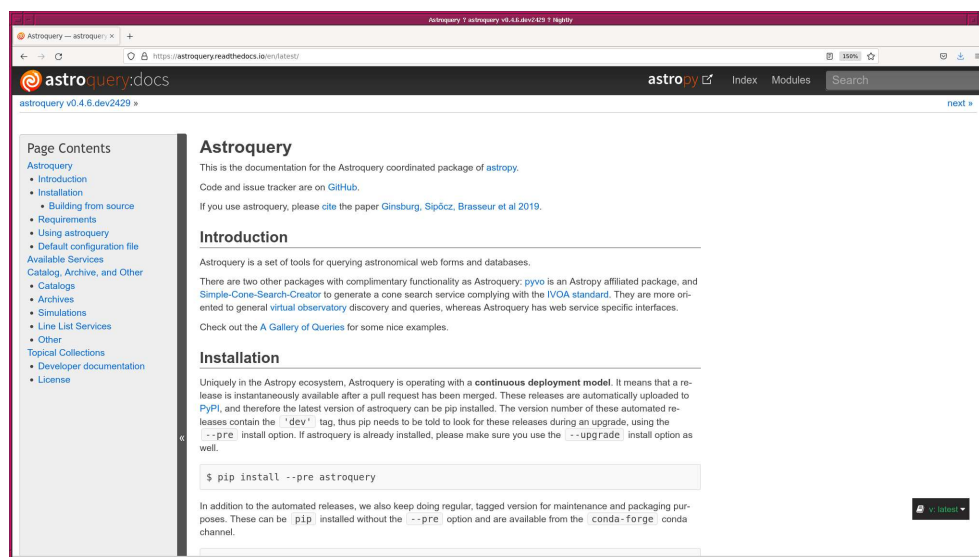 Astroquery ? astroquery v0.4.6.dev2429 ? Nightly
Astroquery — astroquery × +
https://astroquery.readthedocs.io/en/latest/ 150%
astroquery:docs astropy Index Modules Search
astroquery v0.4.6.dev2429 » next »
Page Contents
Astroquery
• Introduction
• Installation
• Building from source
• Requirements
• Using astroquery
• Default configuration file
Available Services
Catalog, Archive, and Other
• Catalogs
• Archives
• Simulations
• Line List Services
• Other
Topical Collections
• Developer documentation
• License
«
Astroquery
This is the documentation for the Astroquery coordinated package of astropy.
Code and issue tracker are on GitHub.
If you use astroquery, please cite the paper Ginsburg, Sipőcz, Brasseur et al 2019.
Introduction
Astroquery is a set of tools for querying astronomical web forms and databases.
There are two other packages with complimentary functionality as Astroquery: pyvo is an Astropy affiliated package, and
Simple-Cone-Search-Creator to generate a cone search service complying with the IVOA standard. They are more ori-
ented to general virtual observatory discovery and queries, whereas Astroquery has web service specific interfaces.
Check out the A Gallery of Queries for some nice examples.
Installation
Uniquely in the Astropy ecosystem, Astroquery is operating with a continuous deployment model. It means that a re-
lease is instantaneously available after a pull request has been merged. These releases are automatically uploaded to
PyPI, and therefore the latest version of astroquery can be pip installed. The version number of these automated re-
leases contain the 'dev' tag, thus pip needs to be told to look for these releases during an upgrade, using the
--pre install option. If astroquery is already installed, please make sure you use the --upgrade install option as
well.
$ pip install --pre astroquery
In addition to the automated releases, we also keep doing regular, tagged version for maintenance and packaging pur-
poses. These can be pip installed without the --pre option and are available from the conda-forge conda
channel.
v: latest